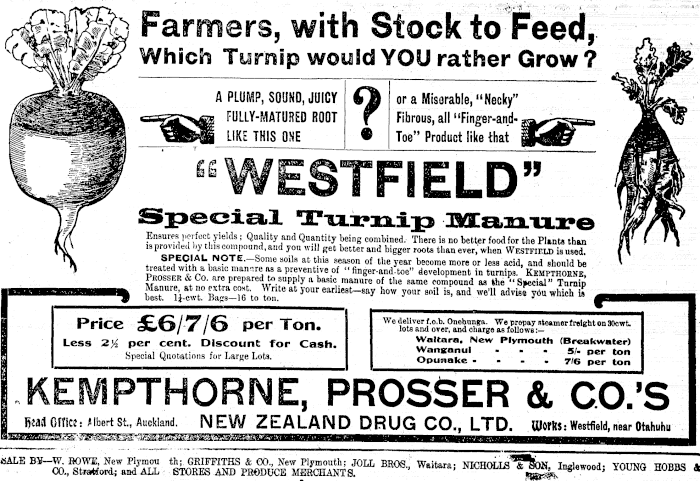 Farmers, with Stock to Feed,
Which Turnip would YOU rather Grow?
A PLUMP, SOUND, JUICY
FULLY-MATURED ROOT
LIKE THIS ONE
?
or a Miserable, "Necky"
Fibrous, all "Finger-and-
Toe" Product like that
"WESTFIELD"
Special Turnip Manure
Ensures perfect yields; Quality and Quantity being combined. There is no better food for the Plants than
is provided by this compound, and you will get better and bigger roots than ever, when WESTFIELD is used.
SPECIAL NOTE.—Some soils at this season of the year become more or less acid, and should be
treated with a basic manure as a preventive of "finger-and-toe" development in turnips. KEMPTHORNE,
PROSSER & CO. are prepared to supply a basic manure of the same compound as the "Special" Turnip
Manure, at no extra cost. Write at your earliest—say how your soil is, and we'll advise you which is
best. 1¼-cwt. Bags—16 to ton.
Price £6/7/6 per Ton.
Less 2½ per cent. Discount for Cash.
Special Quotations for Large Lots.
We deliver f.o.b. Onehunga. We prepay steamer freight on 30cwt.
lots and over, and charge as follows:—
Waitara, New Plymouth (Breakwater)
Wanganui - - - 5/- per ton
Opunake - - - 7/6 per ton
KEMPTHORNE, PROSSER & CO.'S
Head Office: Albert St., Auckland. NEW ZEALAND DRUG CO., LTD. Works: Westfield, near Otahuhu
SALE BY—W. ROWE, New Plymou th; GRIFFITHS & CO., New Plymouth; JOLL BROS., Waitara; NICHOLLS & SON, Inglewood; YOUNG HOBBS &
CO., Stratford; and ALL STORES AND PRODUCE MERCHANTS.